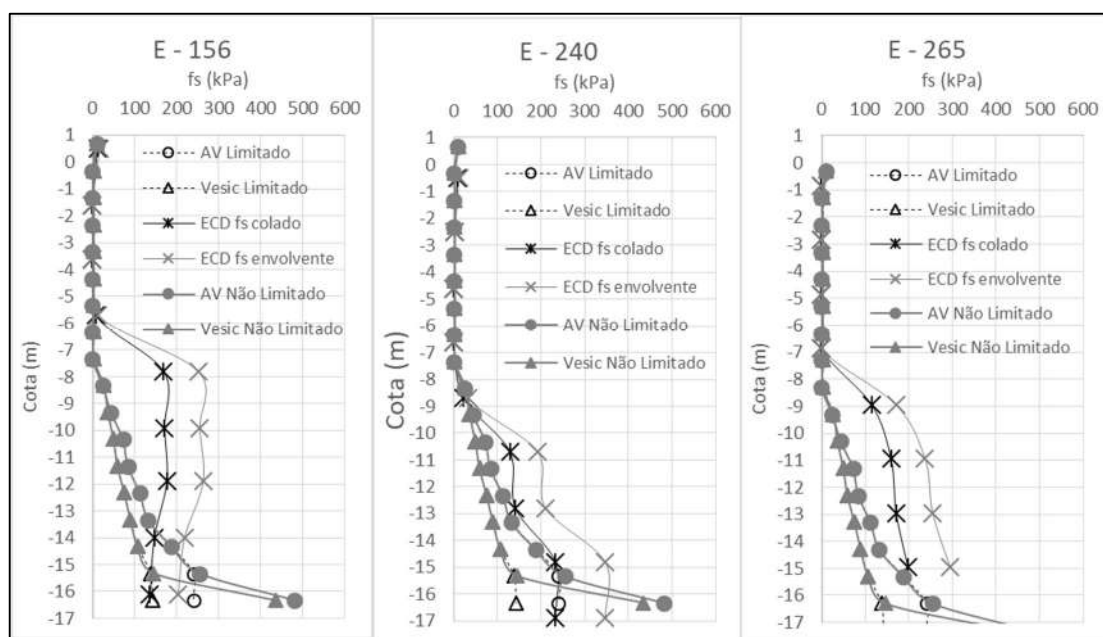 E - 156
fs (kPa)
0 100 200 300 400 500 600
1
0
-1
-2
-3
-4
-5
-6
-7
-8
-9
-10
-11
-12
-13
-14
-15
-16
-17
Cota (m)
AV Limitado
Vesic Limitado
ECD fs colado
ECD fs envolvente
AV Não Limitado
Vesic Não Limitado
E - 240
fs (kPa)
0 100 200 300 400 500 600
1
0
-1
-2
-3
-4
-5
-6
-7
-8
-9
-10
-11
-12
-13
-14
-15
-16
-17
Cota (m)
AV Limitado
Vesic Limitado
ECD fs colado
ECD fs envolvente
AV Não Limitado
Vesic Não Limitado
E - 265
fs (kPa)
0 100 200 300 400 500 600
1
0
-1
-2
-3
-4
-5
-6
-7
-8
-9
-10
-11
-12
-13
-14
-15
-16
-17
Cota (m)
AV Limitado
Vesic Limitado
ECD fs colado
ECD fs envolvente
AV Não Limitado
Vesic Não Limitado